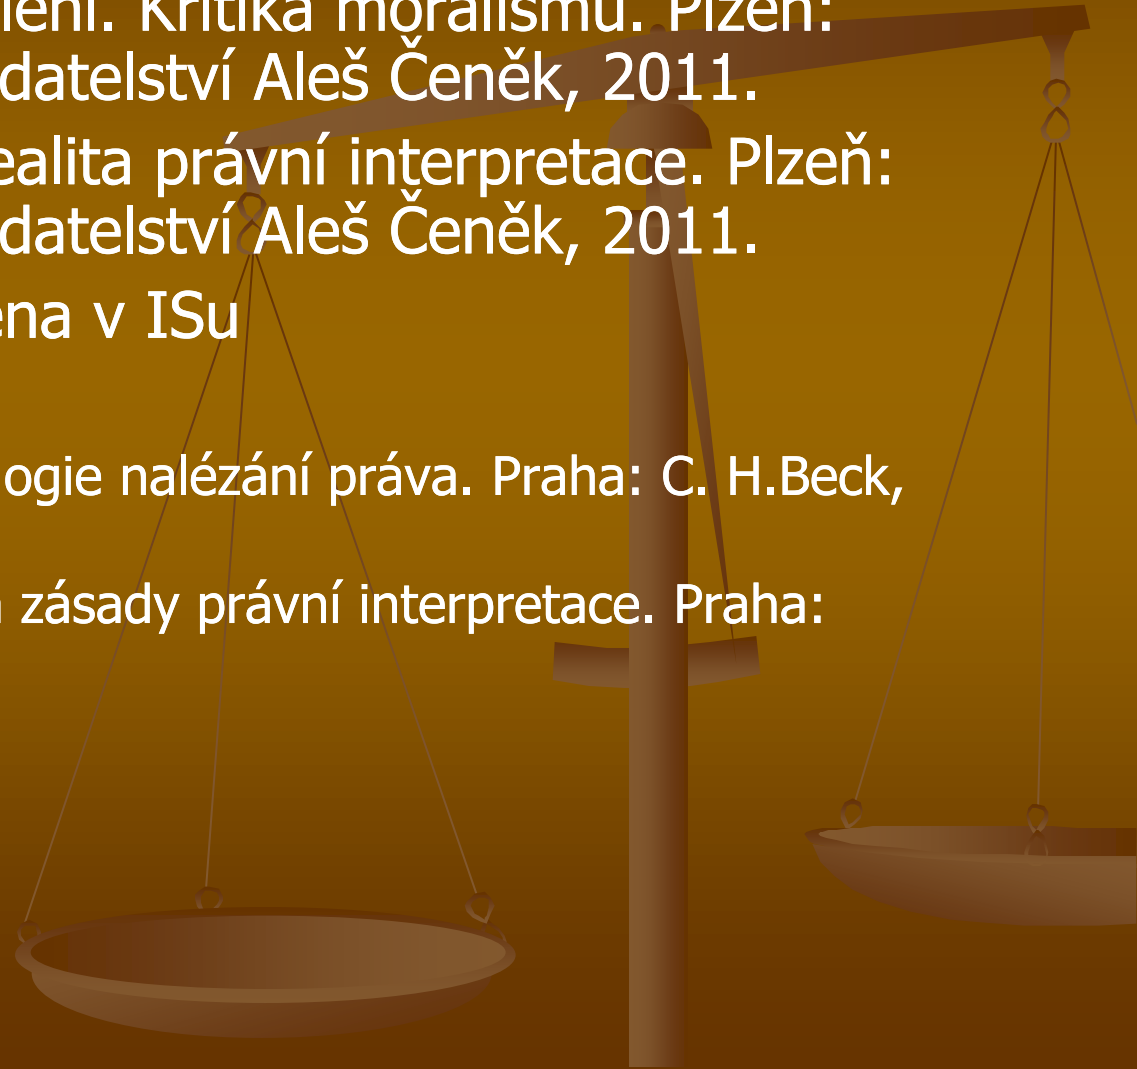 lení. Kritika moralismu. Plzeň:
datelství Aleš Čeněk, 2011.
ealita právní interpretace. Plzeň:
datelství Aleš Čeněk, 2011.
ena v ISu
ogie nalézání práva. Praha: C. H.Beck,
zásady právní interpretace. Praha: